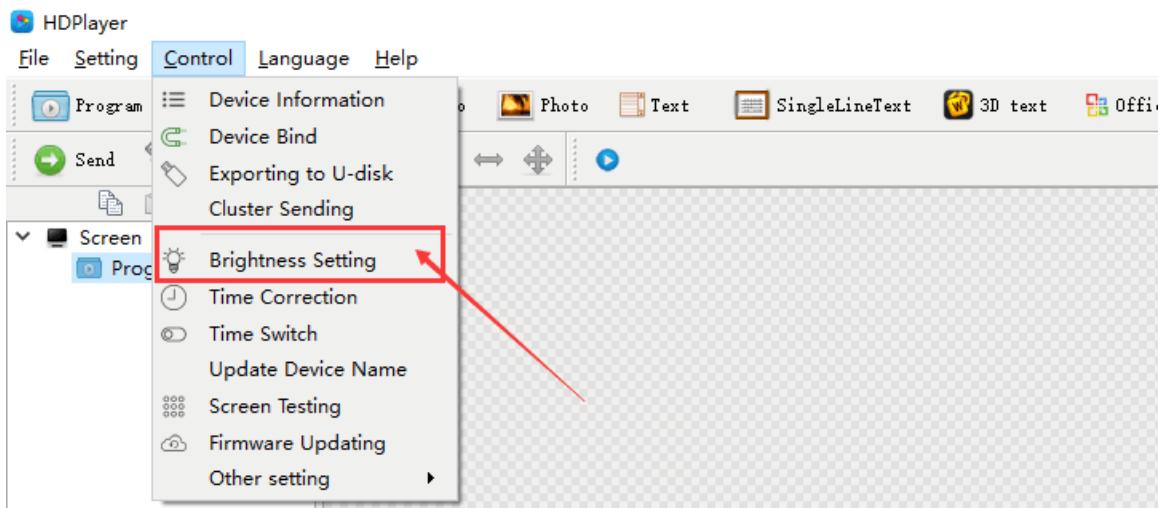 HDPlayer
File Setting Control Language Help
Program Photo Text SingleLineText 3D text
Send
Screen
Device Information
Device Bind
Exporting to U-disk
Cluster Sending
Brightness Setting
Time Correction
Time Switch
Update Device Name
Screen Testing
Firmware Updating
Other setting